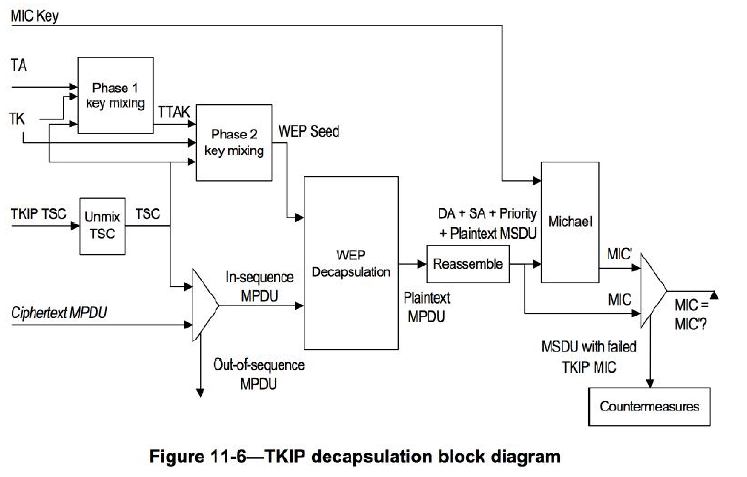 MIC Key
TA
Phase 1
key mixing
TTAK
TK
Phase 2
key mixing
WEP Seed
TKIP TSC
Unmix
TSC
TSC
DA + SA + Priority
+ Plaintext MSDU
Michael
WEP
Decapsulation
Reassemble
MIC'
In-sequence
MPDU
Plaintext
MPDU
MIC
MIC =
MIC'?
Ciphertext MPDU
Out-of-sequence
MPDU
MSDU with failed
TKIP MIC
Countermeasures
Figure 11-6—TKIP decapsulation block diagram